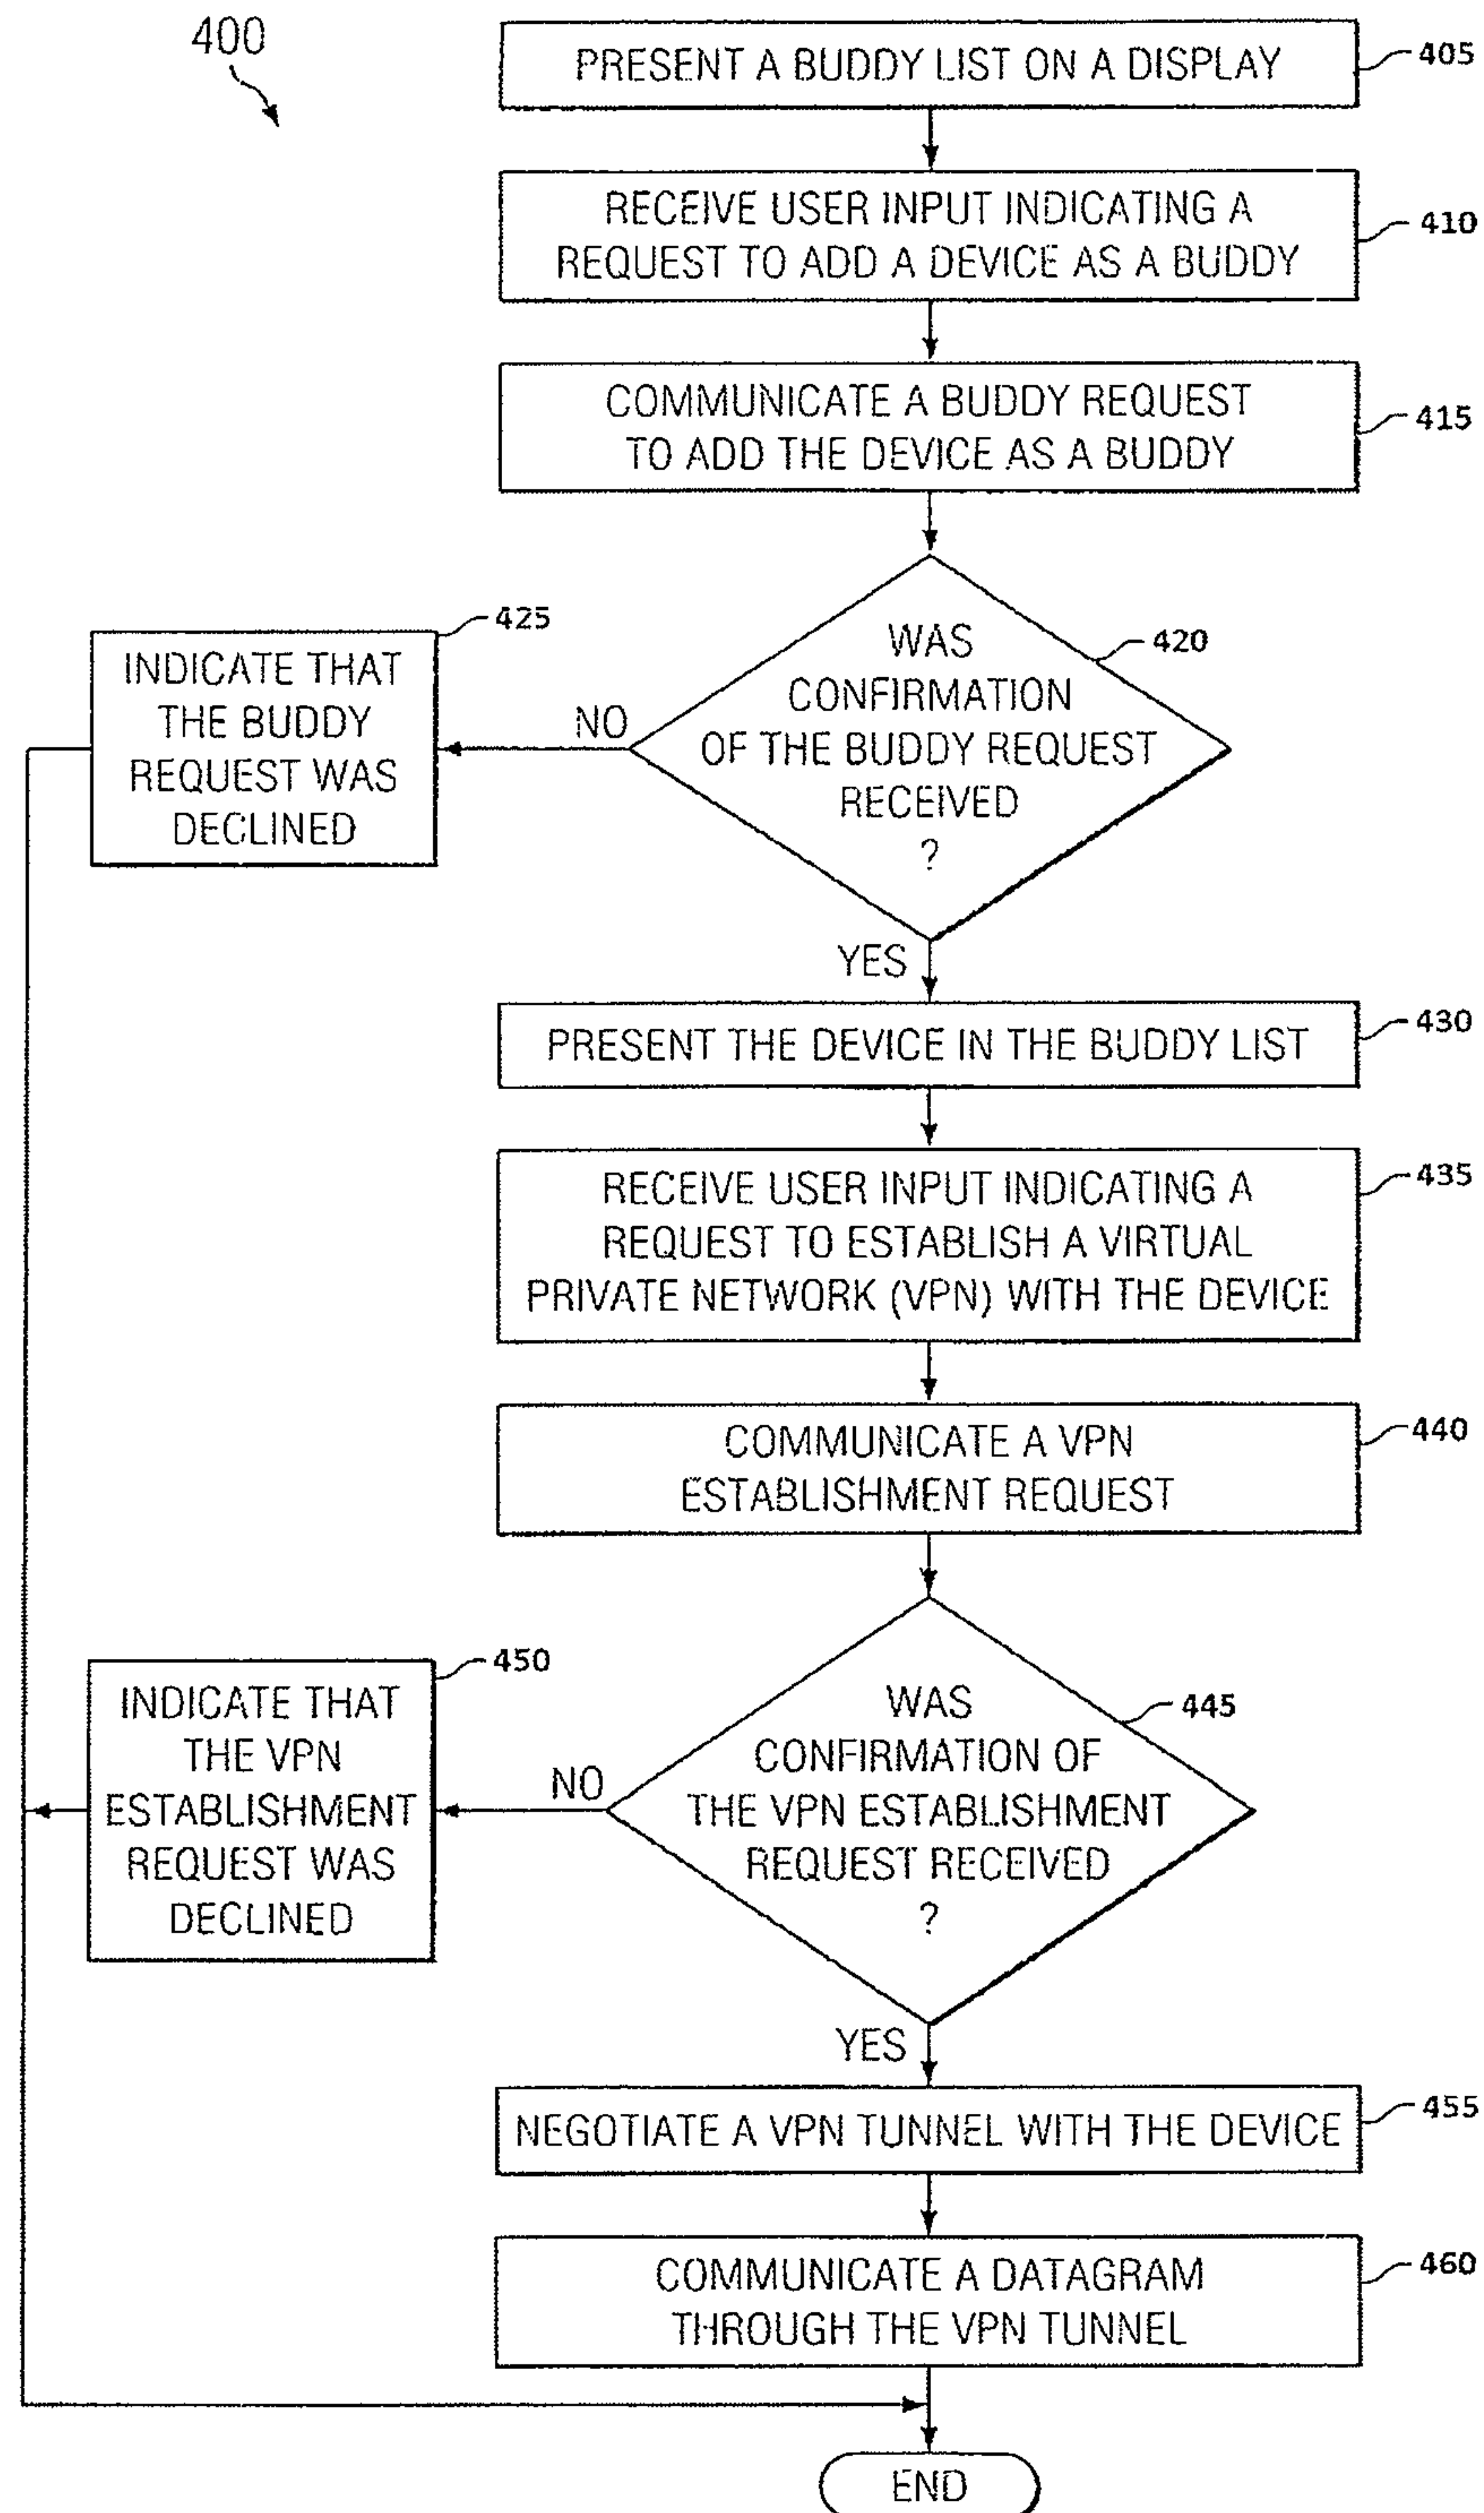 400
PRESENT A BUDDY LIST ON A DISPLAY
405
RECEIVE USER INPUT INDICATING A
REQUEST TO ADD A DEVICE AS A BUDDY
410
COMMUNICATE A BUDDY REQUEST
TO ADD THE DEVICE AS A BUDDY
415
WAS
CONFIRMATION
OF THE BUDDY REQUEST
RECEIVED
?
420
NO
INDICATE THAT
THE BUDDY
REQUEST WAS
DECLINED
425
YES
PRESENT THE DEVICE IN THE BUDDY LIST
430
RECEIVE USER INPUT INDICATING A
REQUEST TO ESTABLISH A VIRTUAL
PRIVATE NETWORK (VPN) WITH THE DEVICE
435
COMMUNICATE A VPN
ESTABLISHMENT REQUEST
440
WAS
CONFIRMATION OF
THE VPN ESTABLISHMENT
REQUEST RECEIVED
?
445
NO
INDICATE THAT
THE VPN
ESTABLISHMENT
REQUEST WAS
DECLINED
450
YES
NEGOTIATE A VPN TUNNEL WITH THE DEVICE
455
COMMUNICATE A DATAGRAM
THROUGH THE VPN TUNNEL
460
END